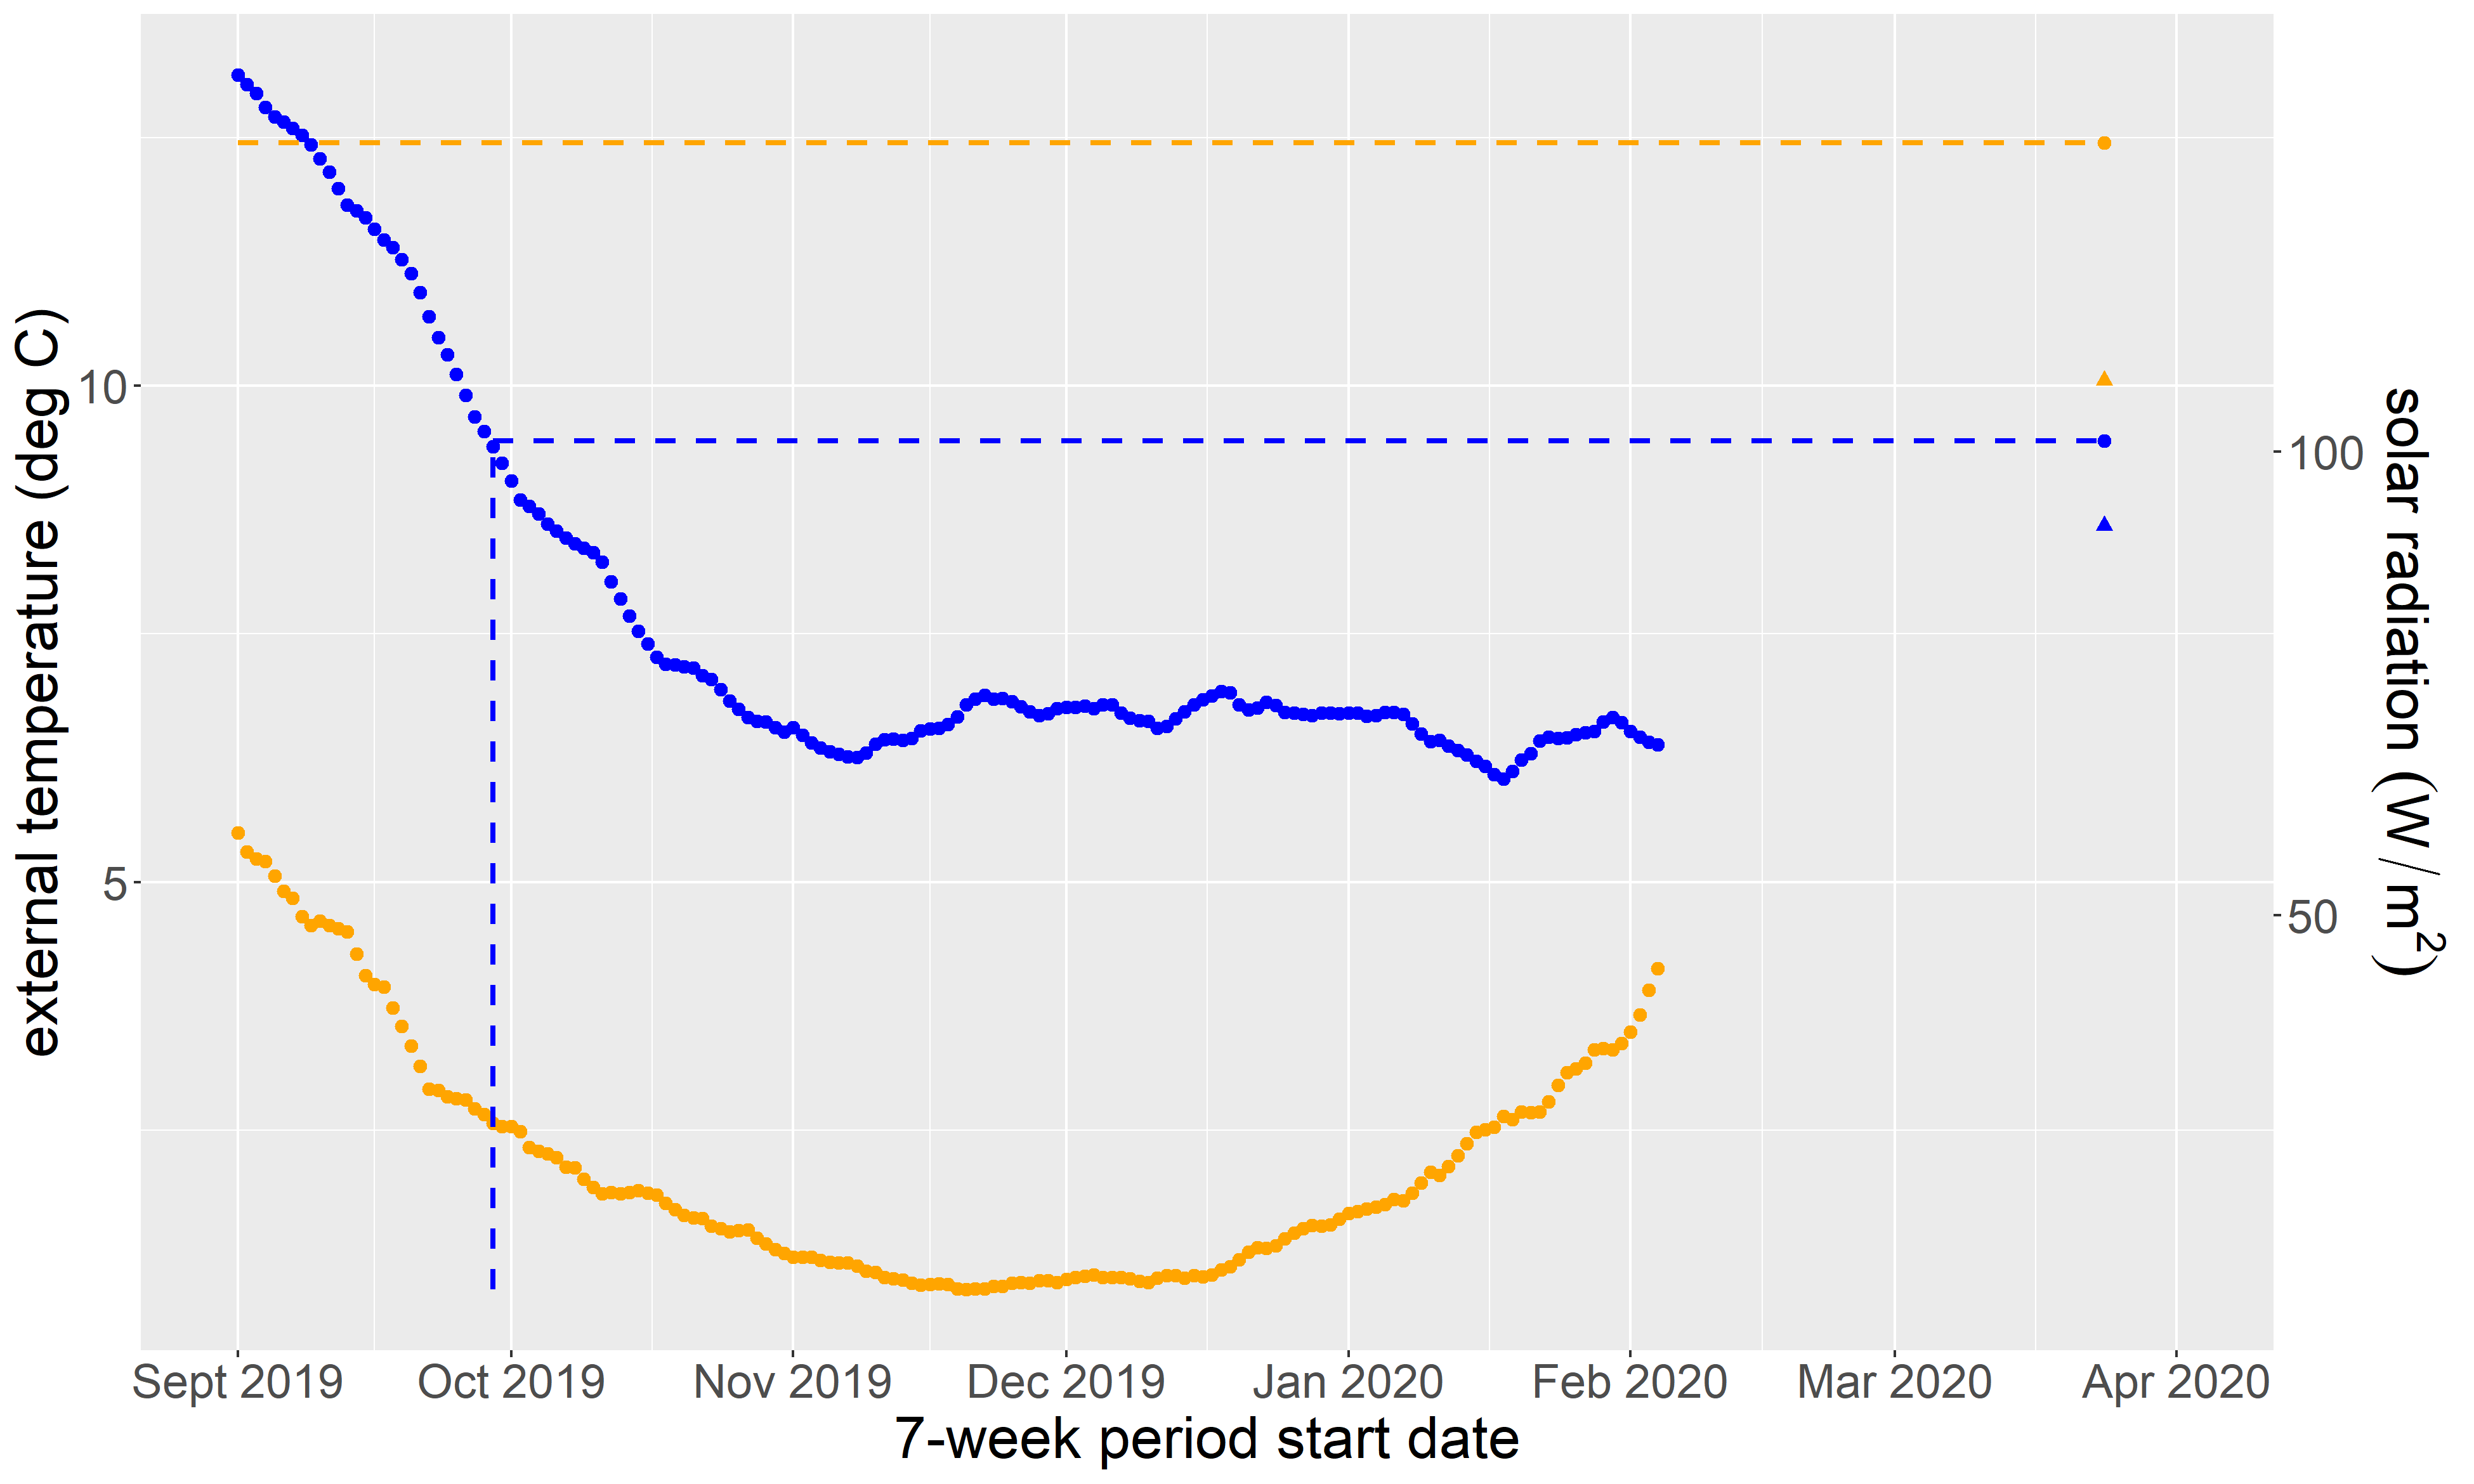 external temperature (deg C)
10
5
solar radiation (W/m²)
100
50
Sept 2019
Oct 2019
Nov 2019
Dec 2019
Jan 2020
Feb 2020
Mar 2020
Apr 2020
7-week period start date